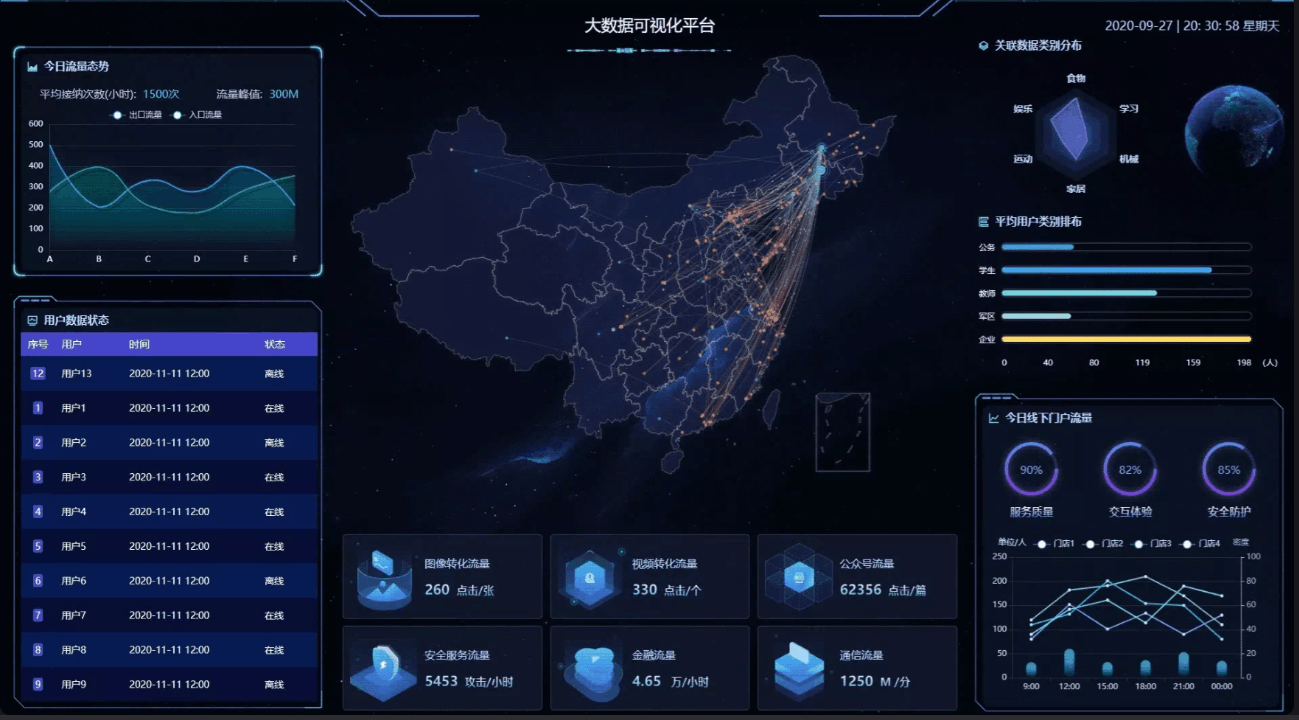 大数据可视化平台
2020-09-27 | 20: 30: 58 星期天
今日流量态势
平均接纳次数(小时): 1500次 流量峰值: 300M
出口流量 入口流量
600
500
400
300
200
100
0
A B C D E F
用户数据状态
序号 用户 时间 状态
12 用户13 2020-11-11 12:00 离线
1 用户1 2020-11-11 12:00 在线
2 用户2 2020-11-11 12:00 离线
3 用户3 2020-11-11 12:00 在线
4 用户4 2020-11-11 12:00 在线
5 用户5 2020-11-11 12:00 在线
6 用户6 2020-11-11 12:00 离线
7 用户7 2020-11-11 12:00 在线
8 用户8 2020-11-11 12:00 在线
9 用户9 2020-11-11 12:00 离线
图像转化流量
260 点击/张
视频转化流量
330 点击/个
公众号流量
62356 点击/篇
安全服务流量
5453 攻击/小时
金融流量
4.65 万/小时
通信流量
1250 M /分
关联数据类别分布
食物
娱乐 学习
运动 机械
家居
平均用户类别排布
公务
学生
教师
军区
企业
0 40 80 119 159 198 (人)
今日线下门户流量
90% 82% 85%
服务质量 交互体验 安全防护
单位/人 门店1 门店2 门店3 门店4 密度
250 100
200 80
150 60
100 40
50 20
0 0
9:00 12:00 15:00 18:00 21:00 00:00